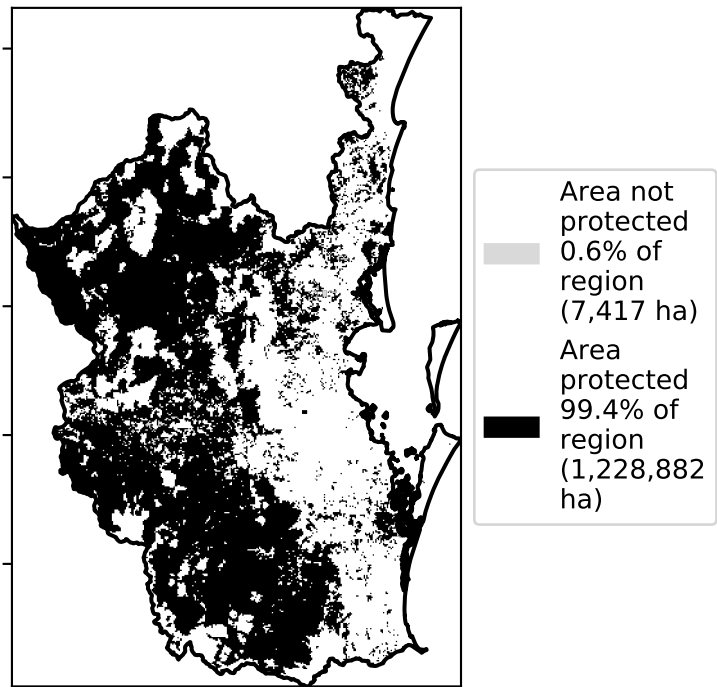 Area not
protected
0.6% of
region
(7,417 ha)
Area
protected
99.4% of
region
(1,228,882
ha)